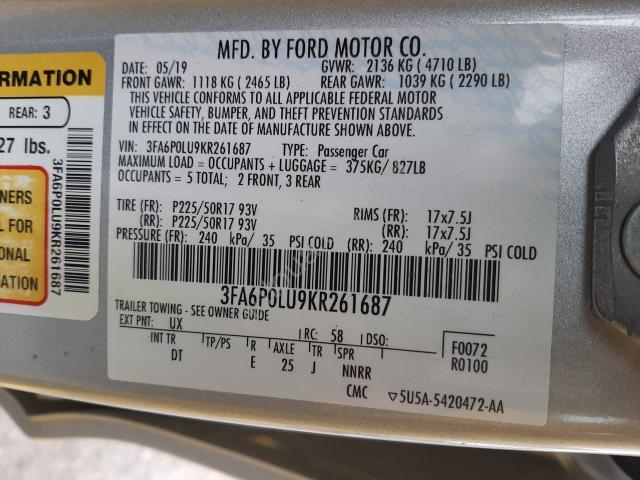 MFD. BY FORD MOTOR CO.
DATE: 05/19 GVWR: 2136 KG ( 4710 LB)
FRONT GAWR: 1118 KG ( 2465 LB) REAR GAWR: 1039 KG ( 2290 LB)
THIS VEHICLE CONFORMS TO ALL APPLICABLE FEDERAL MOTOR
VEHICLE SAFETY, BUMPER, AND THEFT PREVENTION STANDARDS
IN EFFECT ON THE DATE OF MANUFACTURE SHOWN ABOVE.
VIN: 3FA6P0LU9KR261687 TYPE: Passenger Car
MAXIMUM LOAD = OCCUPANTS + LUGGAGE = 375KG/ 827LB
OCCUPANTS = 5 TOTAL; 2 FRONT, 3 REAR
TIRE (FR): P225/50R17 93V RIMS (FR): 17x7.5J
(RR): P225/50R17 93V (RR): 17x7.5J
PRESSURE (FR): 240 kPa/ 35 PSI COLD (RR): 240 kPa/ 35 PSI COLD
3FA6P0LU9KR261687
TRAILER TOWING - SEE OWNER GUIDE
EXT PNT: UX RC: 58 DSO: F0072
INT TR TP/PS R AXLE TR SPR R0100
DT E 25 J NNRR
CMC ▽5U5A-5420472-AA
ORMATION
REAR: 3
27 lbs.
NERS
L FOR
ONAL
ATION
3FA6P0LU9KR261687